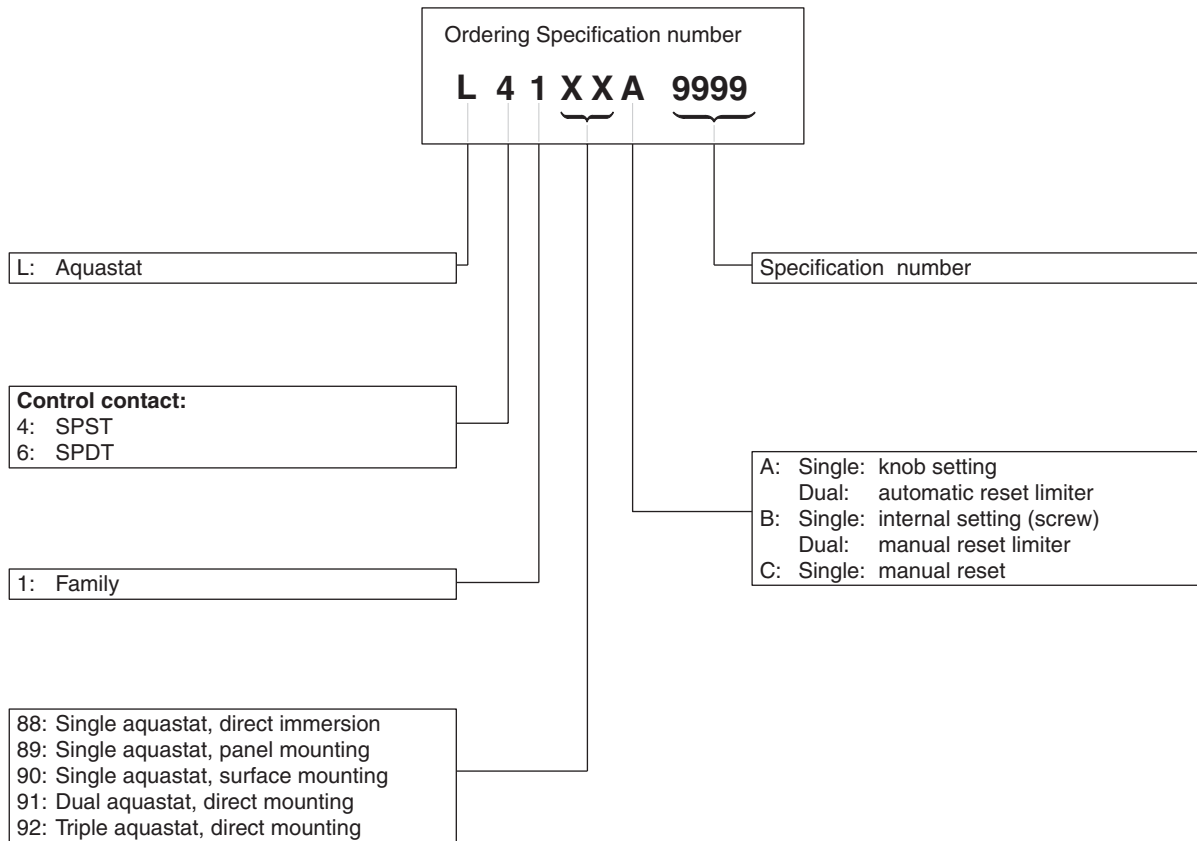 Ordering Specification number
L 4 1 X X A 9999
L: Aquastat
Specification number
Control contact:
4: SPST
6: SPDT
A: Single: knob setting
Dual: automatic reset limiter
B: Single: internal setting (screw)
Dual: manual reset limiter
C: Single: manual reset
1: Family
88: Single aquastat, direct immersion
89: Single aquastat, panel mounting
90: Single aquastat, surface mounting
91: Dual aquastat, direct mounting
92: Triple aquastat, direct mounting